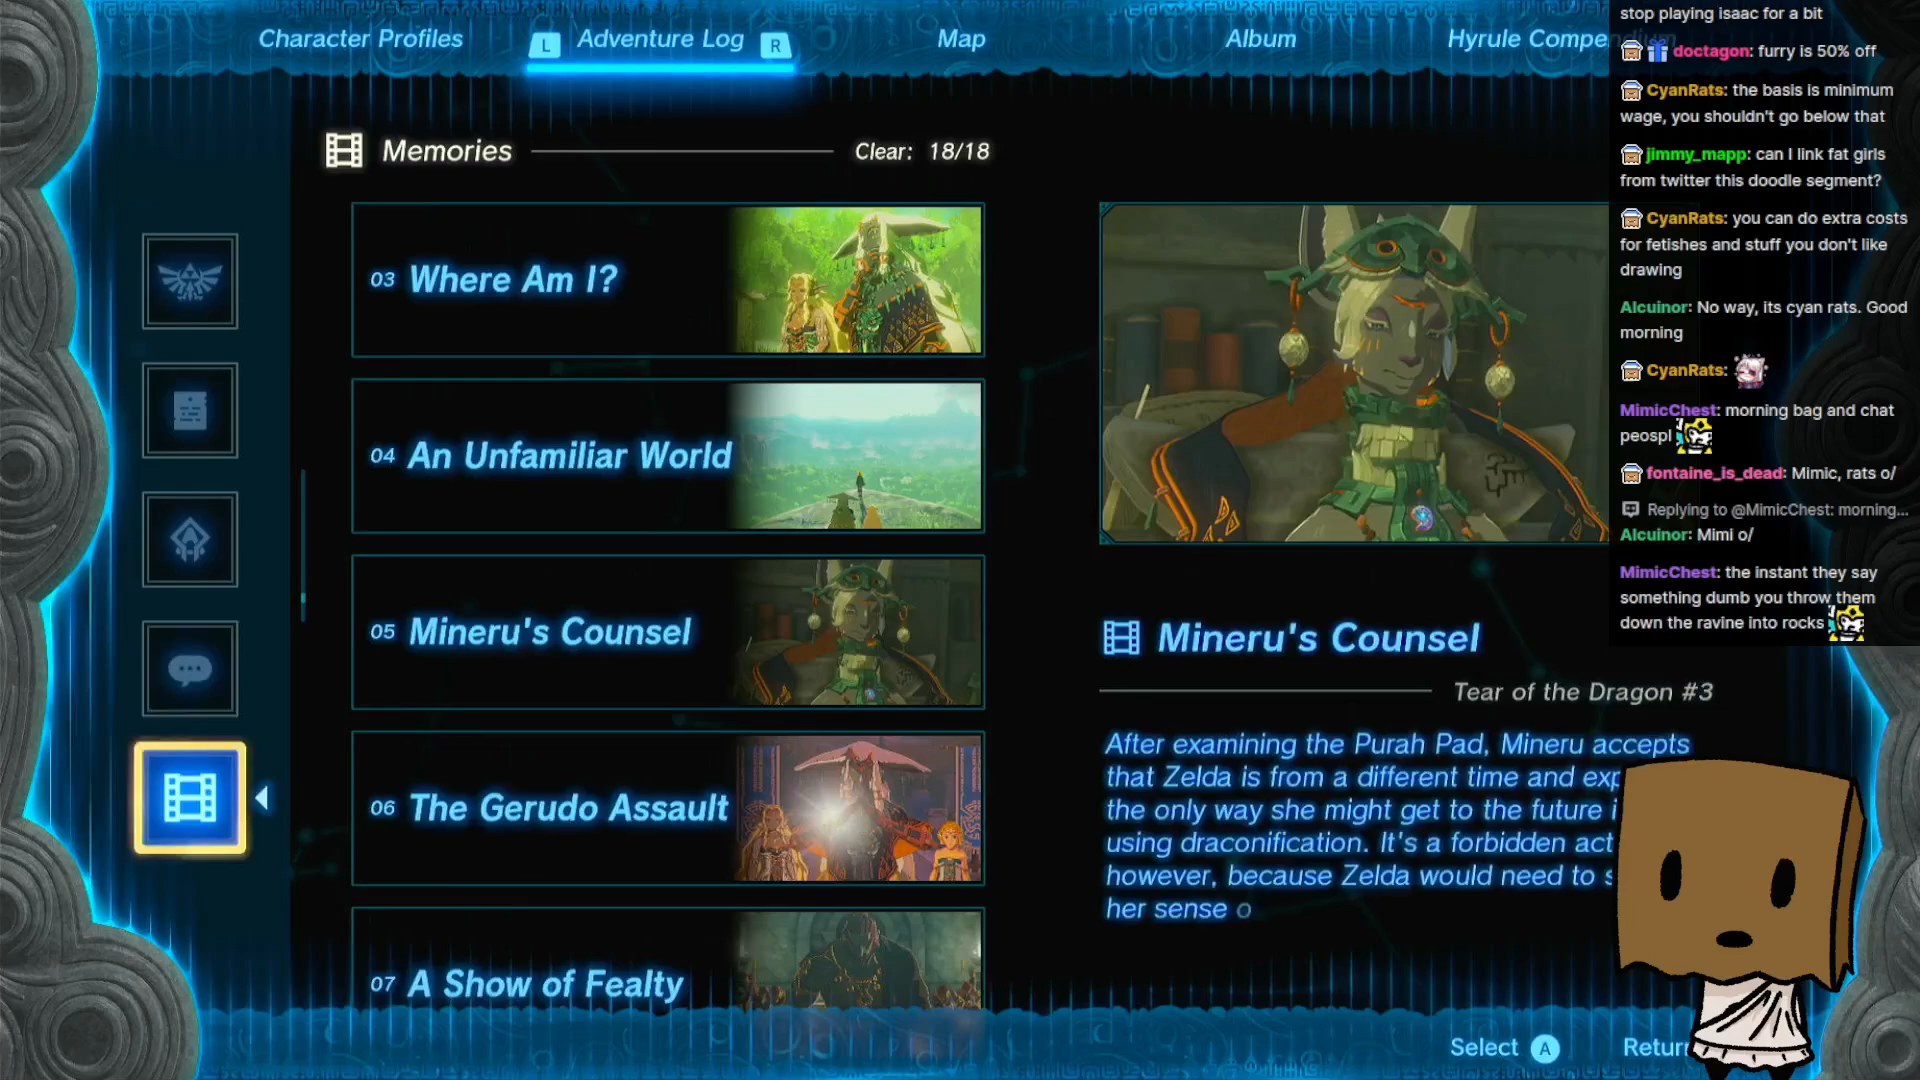 Character Profiles
L Adventure Log R
Map
Album
Hyrule Compe
Memories
Clear: 18/18
03 Where Am I?
04 An Unfamiliar World
05 Mineru's Counsel
06 The Gerudo Assault
07 A Show of Fealty
Mineru's Counsel
Tear of the Dragon #3
After examining the Purah Pad, Mineru accepts
that Zelda is from a different time and exp
the only way she might get to the future i
using draconification. It's a forbidden act
however, because Zelda would need to s
her sense o
Select A
Retur
stop playing isaac for a bit
doctagon: furry is 50% off
CyanRats: the basis is minimum
wage, you shouldn't go below that
jimmy_mapp: can I link fat girls
from twitter this doodle segment?
CyanRats: you can do extra costs
for fetishes and stuff you don't like
drawing
Alcuinor: No way, its cyan rats. Good
morning
CyanRats:
MimicChest: morning bag and chat
peospl
fontaine_is_dead: Mimic, rats o/
Replying to @MimicChest: morning...
Alcuinor: Mimi o/
MimicChest: the instant they say
something dumb you throw them
down the ravine into rocks